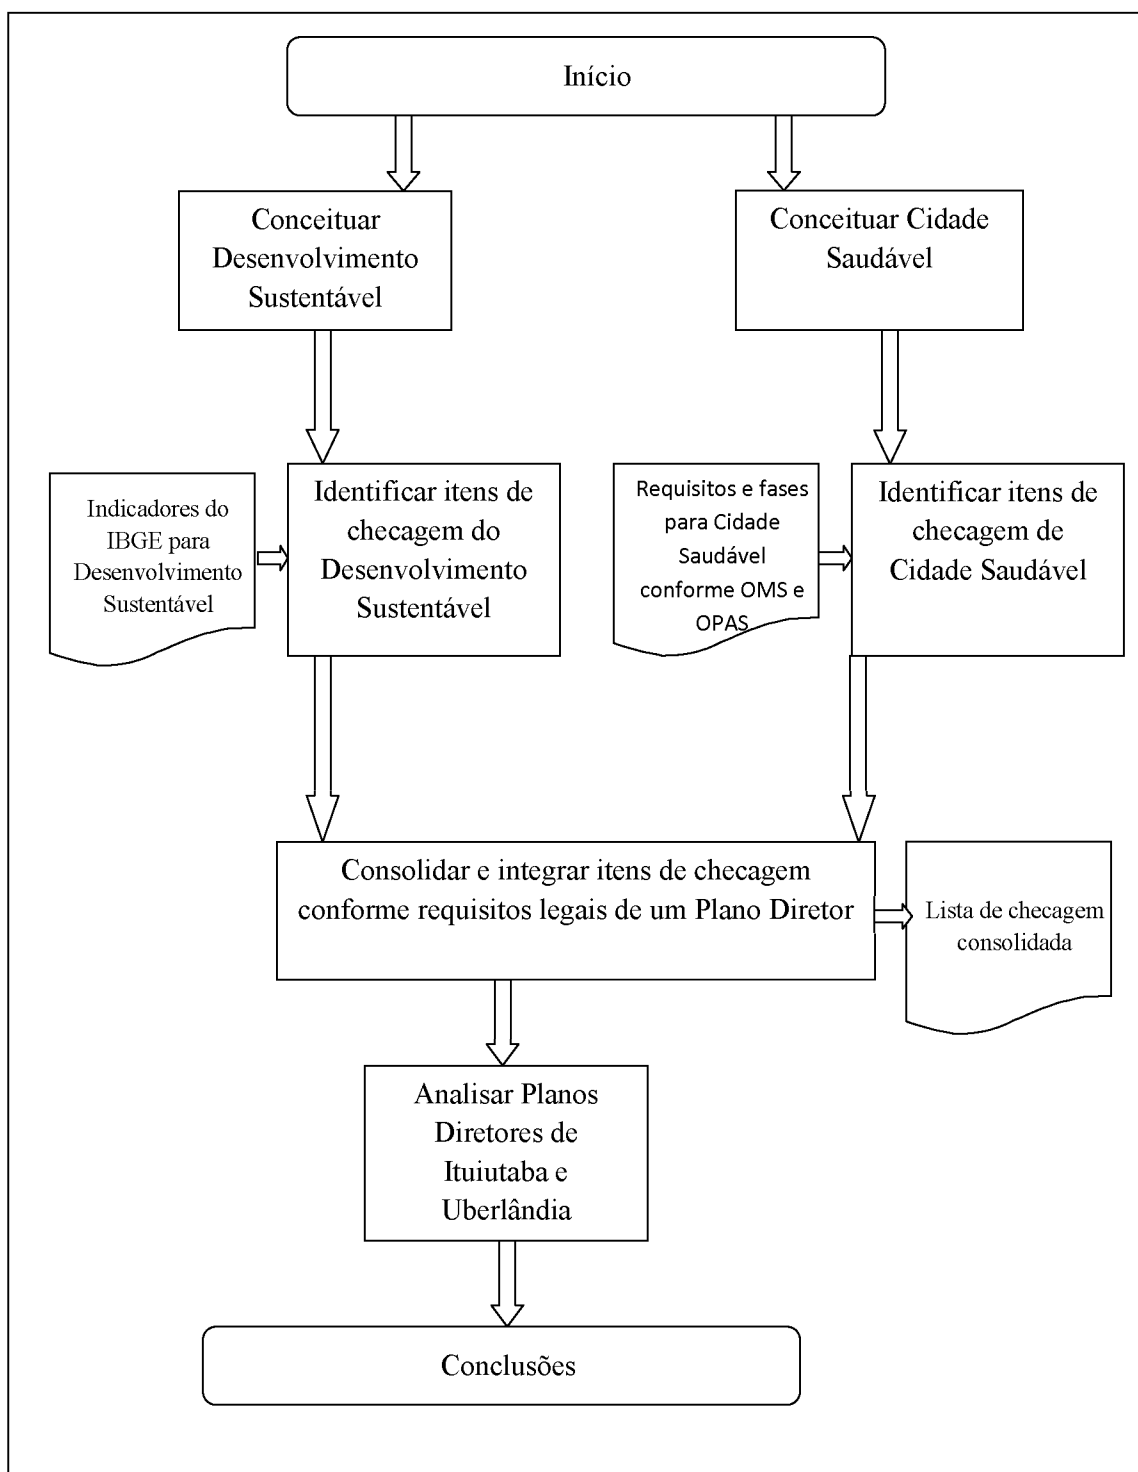 Início
Conceituar
Desenvolvimento
Sustentável
Conceituar Cidade
Saudável
Indicadores do
IBGE para
Desenvolvimento
Sustentável
Identificar itens de
checagem do
Desenvolvimento
Sustentável
Requisitos e fases
para Cidade
Saudável
conforme OMS e
OPAS
Identificar itens de
checagem de
Cidade Saudável
Consolidar e integrar itens de checagem
conforme requisitos legais de um Plano Diretor
Lista de checagem
consolidada
Analisar Planos
Diretores de
Ituiutaba e
Uberlândia
Conclusões